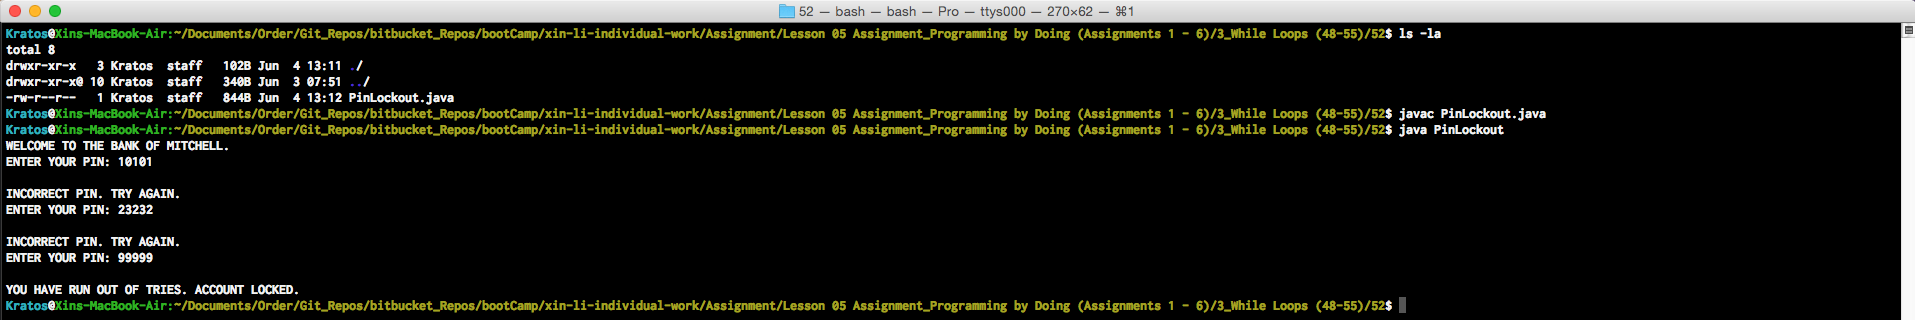 52 — bash — bash — Pro — ttys000 — 270×62 — ⌘1
Kratos@Xins-MacBook-Air:~/Documents/Order/Git_Repos/bitbucket_Repos/bootCamp/xin-li-individual-work/Assignment/Lesson 05 Assignment_Programming by Doing (Assignments 1 - 6)/3_While Loops (48-55)/52$ ls -la
total 8
drwxr-xr-x   3 Kratos  staff   102B Jun  4 13:11 ./
drwxr-xr-x@ 10 Kratos  staff   340B Jun  3 07:51 ../
-rw-r--r--   1 Kratos  staff   844B Jun  4 13:12 PinLockout.java
Kratos@Xins-MacBook-Air:~/Documents/Order/Git_Repos/bitbucket_Repos/bootCamp/xin-li-individual-work/Assignment/Lesson 05 Assignment_Programming by Doing (Assignments 1 - 6)/3_While Loops (48-55)/52$ javac PinLockout.java
Kratos@Xins-MacBook-Air:~/Documents/Order/Git_Repos/bitbucket_Repos/bootCamp/xin-li-individual-work/Assignment/Lesson 05 Assignment_Programming by Doing (Assignments 1 - 6)/3_While Loops (48-55)/52$ java PinLockout
WELCOME TO THE BANK OF MITCHELL.
ENTER YOUR PIN: 10101
INCORRECT PIN. TRY AGAIN.
ENTER YOUR PIN: 23232
INCORRECT PIN. TRY AGAIN.
ENTER YOUR PIN: 99999
YOU HAVE RUN OUT OF TRIES. ACCOUNT LOCKED.
Kratos@Xins-MacBook-Air:~/Documents/Order/Git_Repos/bitbucket_Repos/bootCamp/xin-li-individual-work/Assignment/Lesson 05 Assignment_Programming by Doing (Assignments 1 - 6)/3_While Loops (48-55)/52$